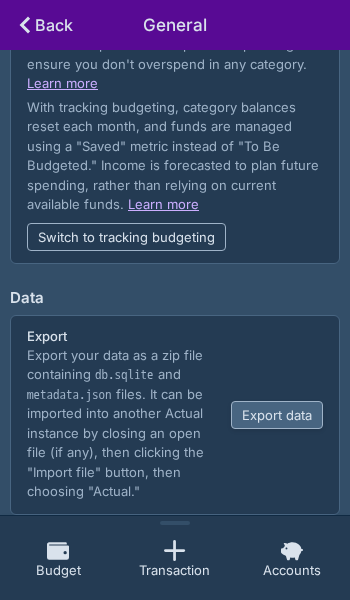 Back
General
ensure you don't overspend in any category.
Learn more
With tracking budgeting, category balances
reset each month, and funds are managed
using a "Saved" metric instead of "To Be
Budgeted." Income is forecasted to plan future
spending, rather than relying on current
available funds. Learn more
Switch to tracking budgeting
Data
Export
Export your data as a zip file
containing db.sqlite and
metadata.json files. It can be
imported into another Actual
instance by closing an open
file (if any), then clicking the
"Import file" button, then
choosing "Actual."
Export data
Budget
Transaction
Accounts